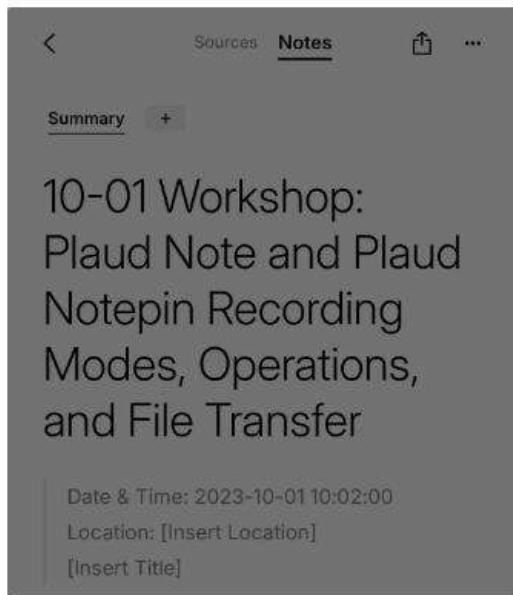 Sources Notes
Summary +
10-01 Workshop:
Plaud Note and Plaud
Notepin Recording
Modes, Operations,
and File Transfer
Date & Time: 2023-10-01 10:02:00
Location: [Insert Location]
[Insert Title]